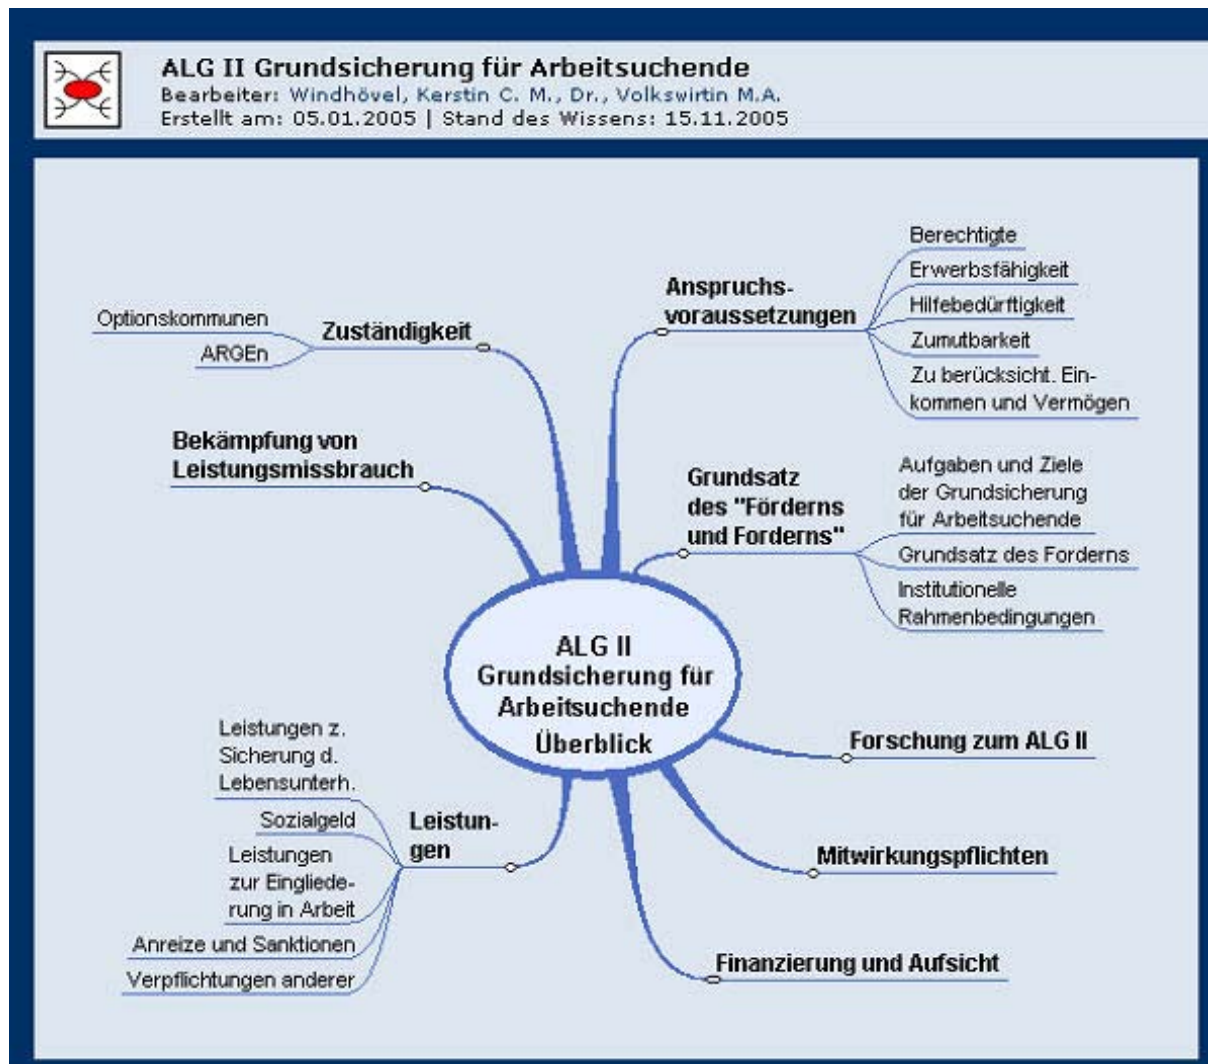 ALG II Grundsicherung für Arbeitsuchende
Bearbeiter: Windhövel, Kerstin C. M., Dr., Volkswirtin M.A.
Erstellt am: 05.01.2005 | Stand des Wissens: 15.11.2005
Berechtigte
Erwerbsfähigkeit
Anspruchs-
voraussetzungen
Hilfebedürftigkeit
Zumutbarkeit
Zu berücksicht. Ein-
kommen und Vermögen
Optionskommunen
ARGEn
Zuständigkeit
Bekämpfung von
Leistungsmissbrauch
Grundsatz
des "Förderns
und Forderns"
Aufgaben und Ziele
der Grundsicherung
für Arbeitsuchende
Grundsatz des Forderns
Institutionelle
Rahmenbedingungen
ALG II
Grundsicherung für
Arbeitsuchende
Überblick
Forschung zum ALG II
Mitwirkungspflichten
Finanzierung und Aufsicht
Leistun-
gen
Leistungen z.
Sicherung d.
Lebensunterh.
Sozialgeld
Leistungen
zur Eingliede-
rung in Arbeit
Anreize und Sanktionen
Verpflichtungen anderer